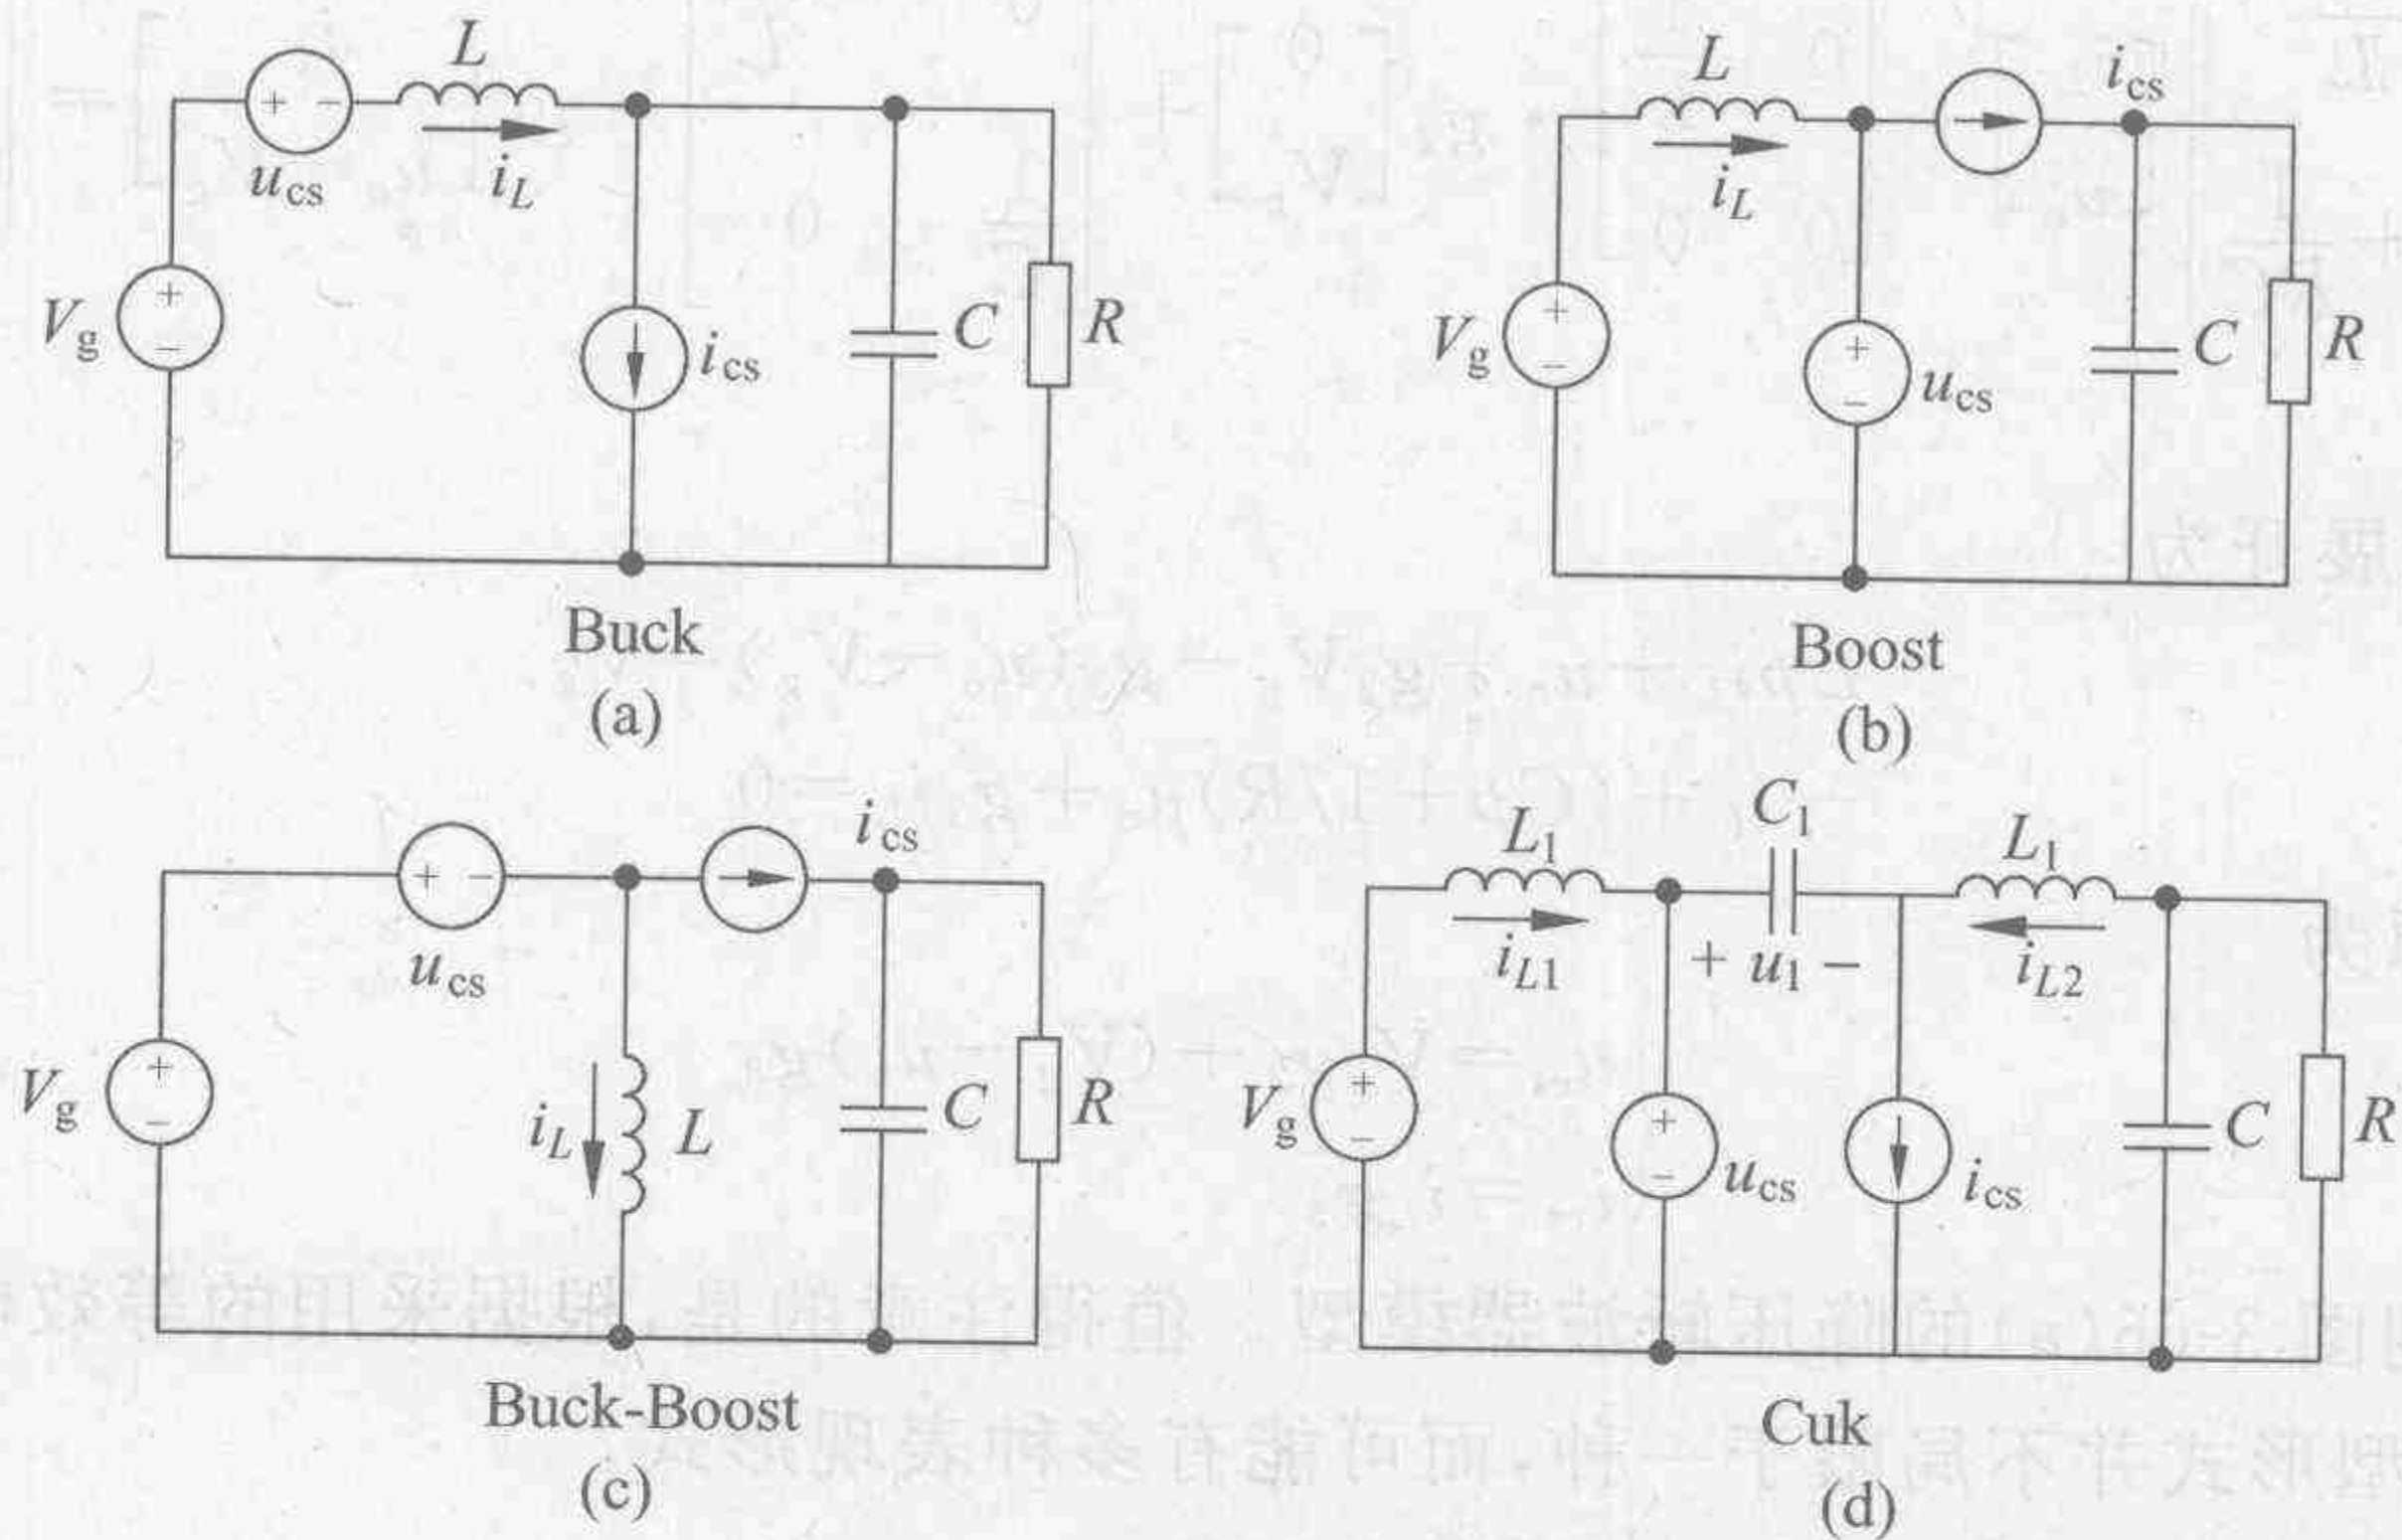 L
u_cs
i_L
V_g
i_cs
C
R
Buck
(a)
L
i_cs
i_L
V_g
u_cs
C
R
Boost
(b)
i_cs
u_cs
V_g
i_L
L
C
R
Buck-Boost
(c)
C_1
L_1
L_1
i_L1
+ u_1 −
i_L2
V_g
u_cs
i_cs
C
R
Cuk
(d)